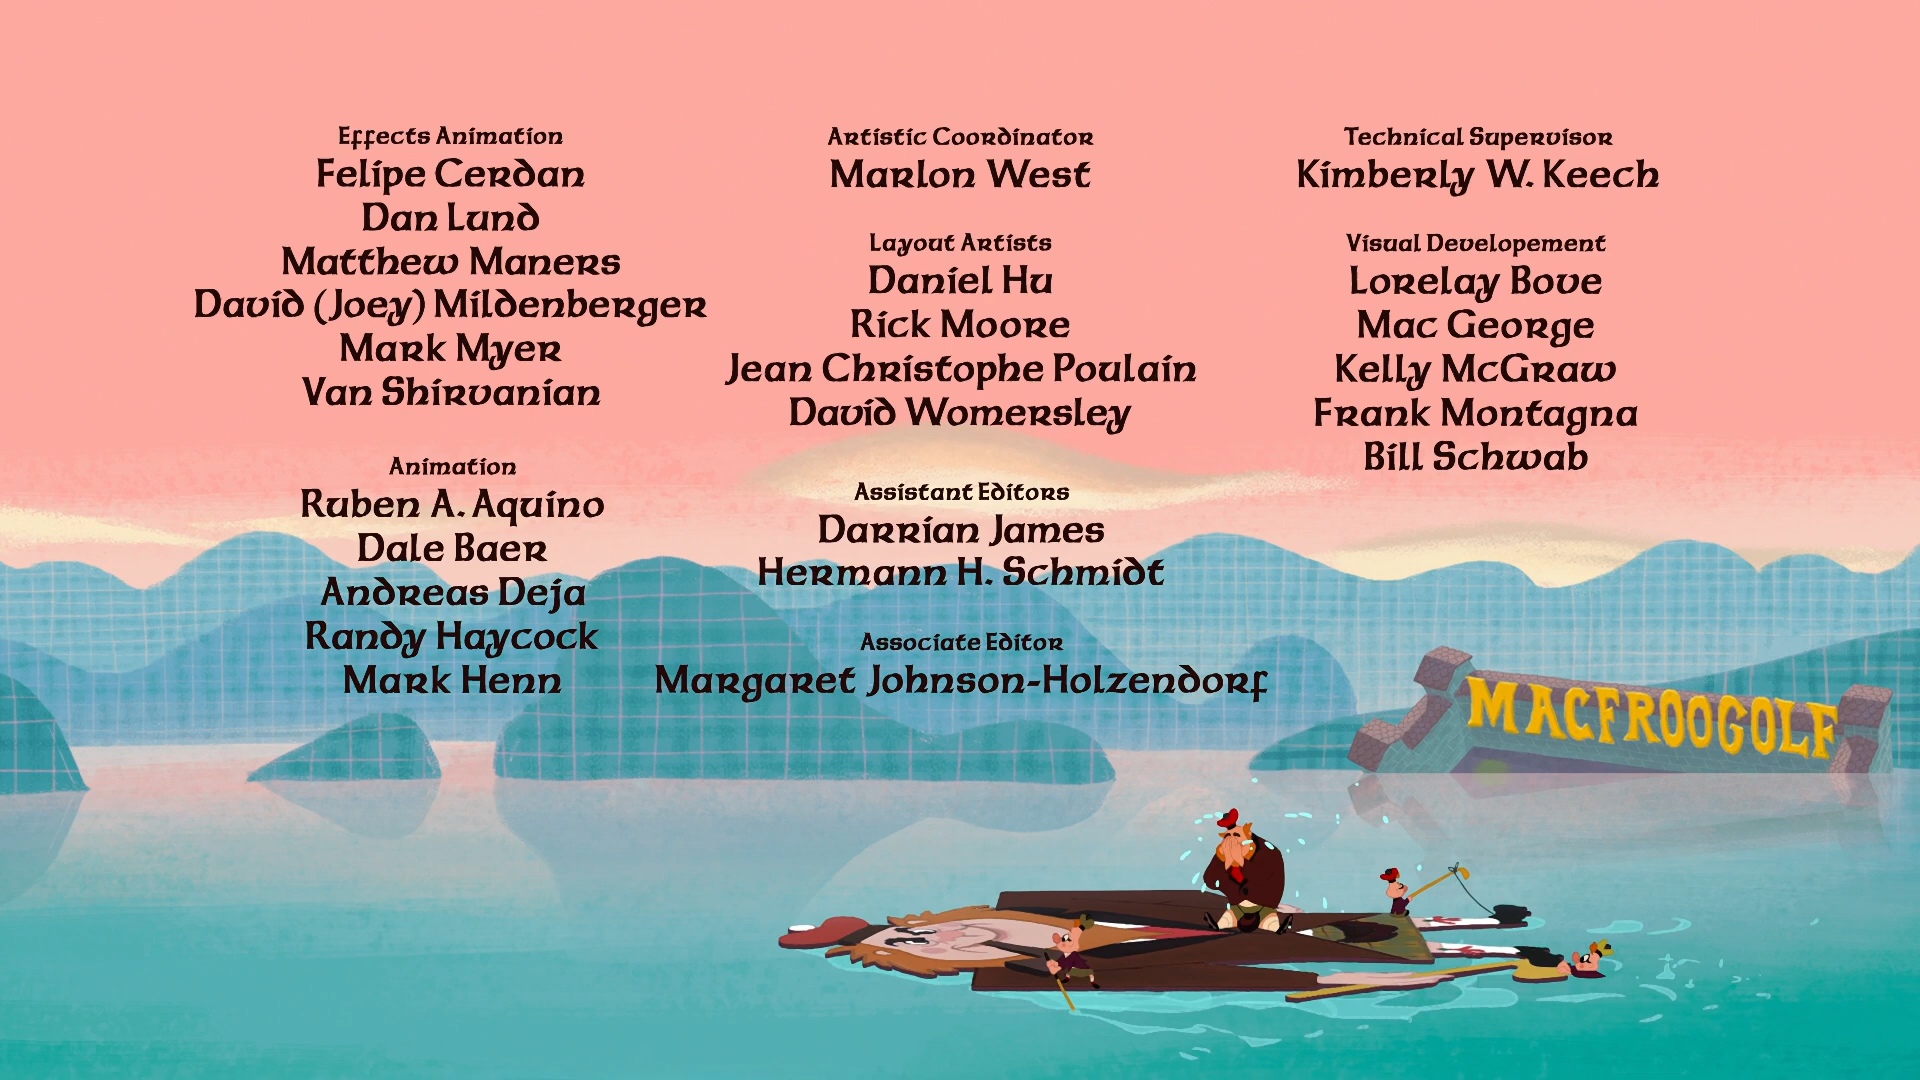 Effects Animation
Felipe Cerdan
Dan Lund
Matthew Maners
David (Joey) Mildenberger
Mark Myer
Van Shirvanian
Animation
Ruben A. Aquino
Dale Baer
Andreas Deja
Randy Haycock
Mark Henn
Artistic Coordinator
Marlon West
Layout Artists
Daniel Hu
Rick Moore
Jean Christophe Poulain
David Womersley
Assistant Editors
Darrian James
Hermann H. Schmidt
Associate Editor
Margaret Johnson-Holzendorf
Technical Supervisor
Kimberly W. Keech
Visual Developement
Lorelay Bove
Mac George
Kelly McGraw
Frank Montagna
Bill Schwab
MACFROOGOLF